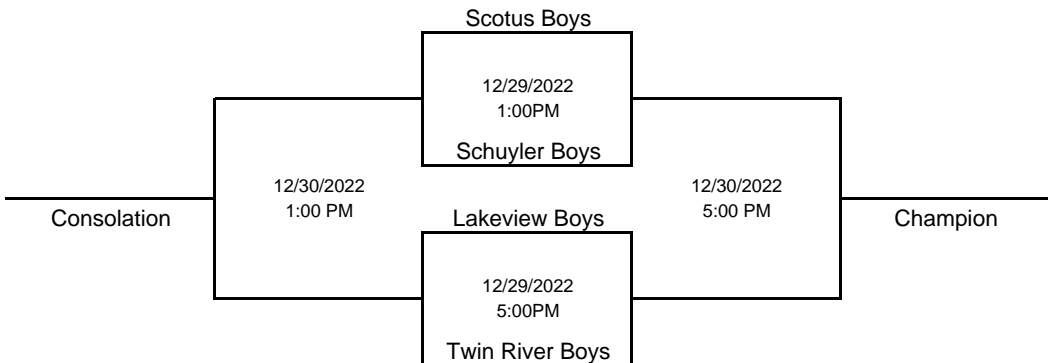 Scotus Boys
12/29/2022
1:00PM
Schuyler Boys
12/30/2022
1:00 PM
12/30/2022
5:00 PM
Consolation
Lakeview Boys
Champion
12/29/2022
5:00PM
Twin River Boys